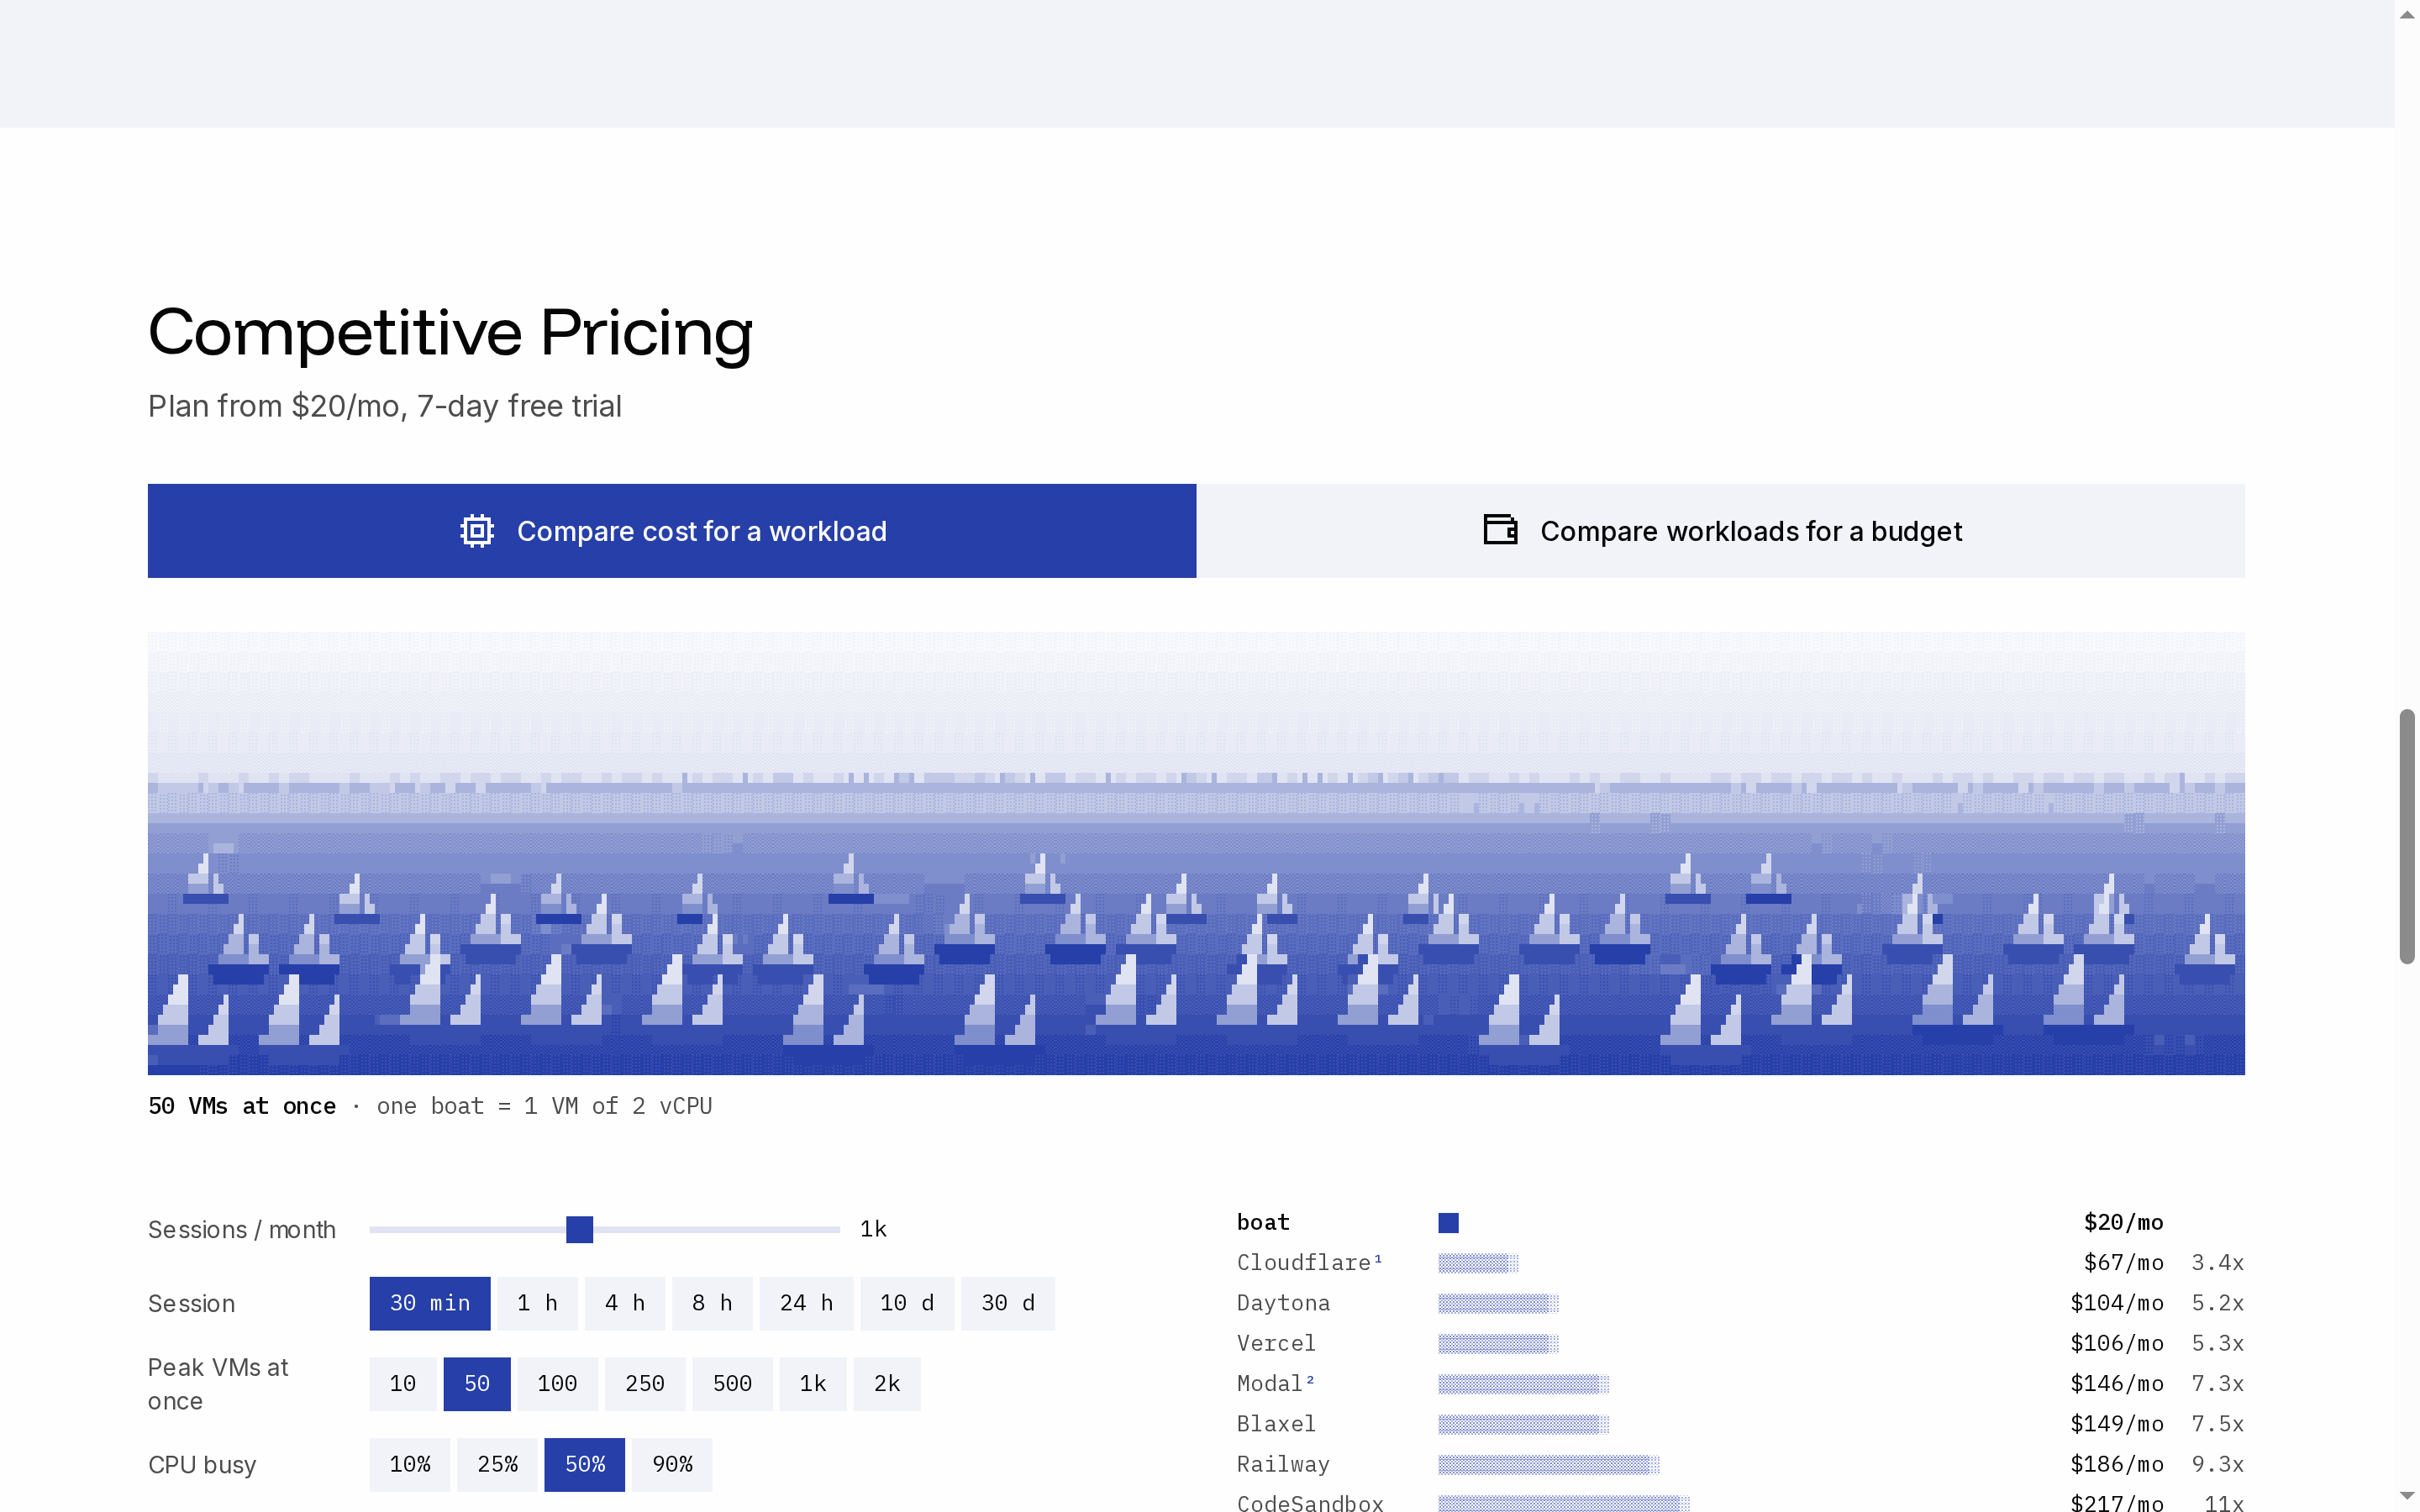 Competitive Pricing
Plan from $20/mo, 7-day free trial
Compare cost for a workload
Compare workloads for a budget
50 VMs at once · one boat = 1 VM of 2 vCPU
Sessions / month 1k
Session 30 min 1 h 4 h 8 h 24 h 10 d 30 d
Peak VMs at once 10 50 100 250 500 1k 2k
CPU busy 10% 25% 50% 90%
boat $20/mo
Cloudflare¹ $67/mo 3.4x
Daytona $104/mo 5.2x
Vercel $106/mo 5.3x
Modal² $146/mo 7.3x
Blaxel $149/mo 7.5x
Railway $186/mo 9.3x
CodeSandbox $217/mo 11x